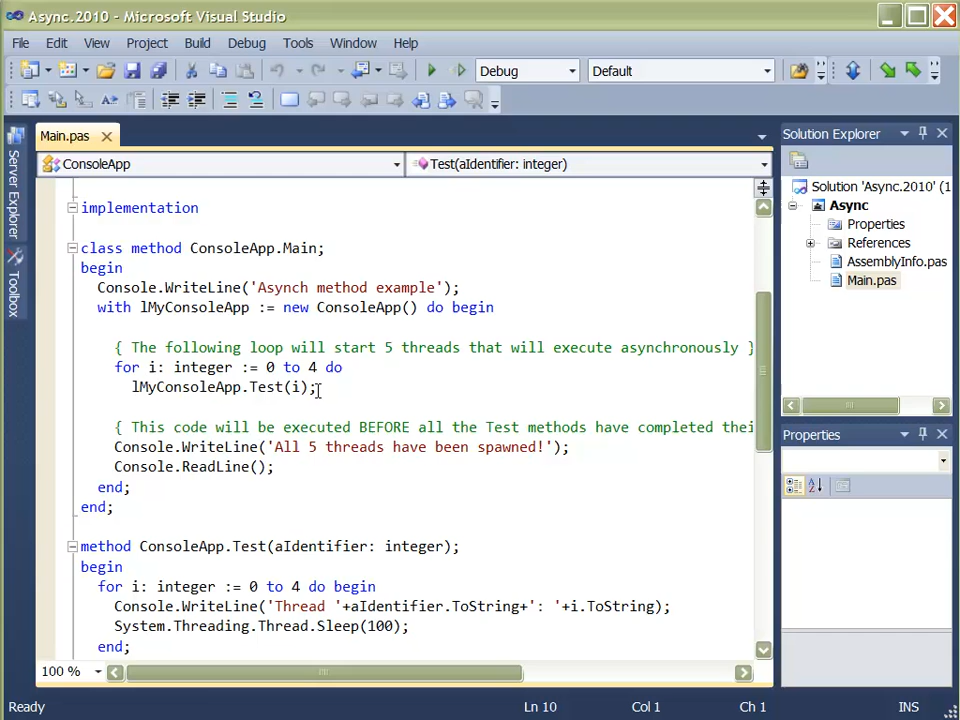 Async.2010 - Microsoft Visual Studio
File Edit View Project Build Debug Tools Window Help
Debug Default
Server Explorer
Toolbox
Main.pas
ConsoleApp Test(aIdentifier: integer)
implementation
class method ConsoleApp.Main;
begin
Console.WriteLine('Asynch method example');
with lMyConsoleApp := new ConsoleApp() do begin
{ The following loop will start 5 threads that will execute asynchronously }
for i: integer := 0 to 4 do
lMyConsoleApp.Test(i);
{ This code will be executed BEFORE all the Test methods have completed thei
Console.WriteLine('All 5 threads have been spawned!');
Console.ReadLine();
end;
end;
method ConsoleApp.Test(aIdentifier: integer);
begin
for i: integer := 0 to 4 do begin
Console.WriteLine('Thread '+aIdentifier.ToString+': '+i.ToString);
System.Threading.Thread.Sleep(100);
end;
100 %
Solution Explorer
Solution 'Async.2010' (1
Async
Properties
References
AssemblyInfo.pas
Main.pas
Properties
Ready Ln 10 Col 1 Ch 1 INS